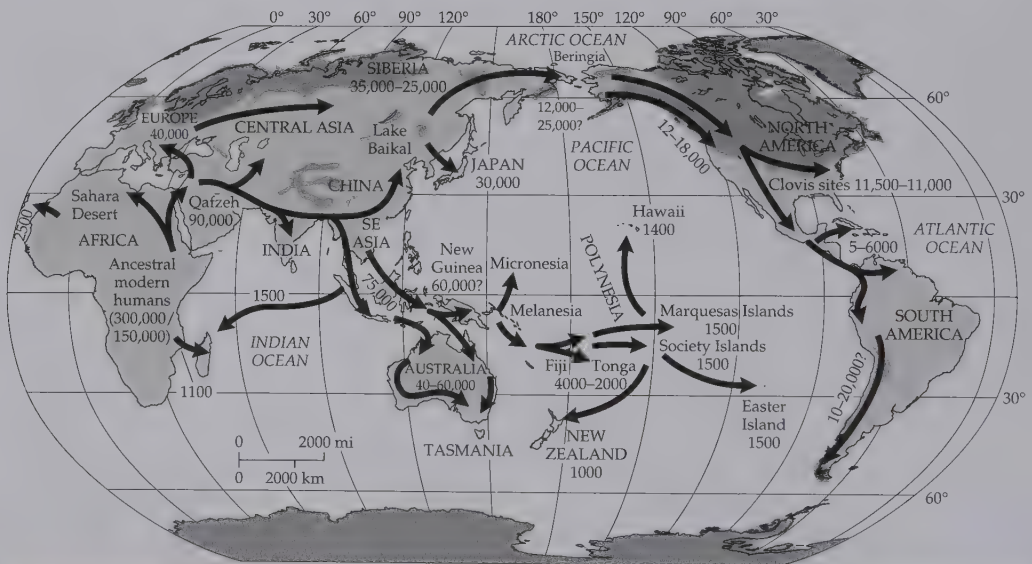 0° 30° 60° 90° 120° 150° 180° 150° 120° 90° 60° 30°
ARCTIC OCEAN
Beringia
SIBERIA
35,000–25,000
60°
EUROPE
40,000
CENTRAL ASIA
Lake
Baikal
12,000–
25,000?
PACIFIC
OCEAN
12–18,000
NORTH
AMERICA
JAPAN
30,000
CHINA
Clovis sites 11,500–11,000
30°
Sahara
Desert
Qafzeh
90,000
2500
AFRICA
INDIA
SE
ASIA
Hawaii
1400
ATLANTIC
OCEAN
5–6000
Ancestral
modern
humans
(300,000 /
150,000)
New
Guinea
60,000?
Micronesia
POLYNESIA
75,000
1500
Melanesia
Marquesas Islands
1500
SOUTH
AMERICA
INDIAN
OCEAN
Society Islands
1500
AUSTRALIA
40–60,000
Fiji Tonga
4000–2000
10–20,000?
1100
Easter
Island
1500
30°
0 2000 mi
0 2000 km
TASMANIA
NEW
ZEALAND
1000
60°